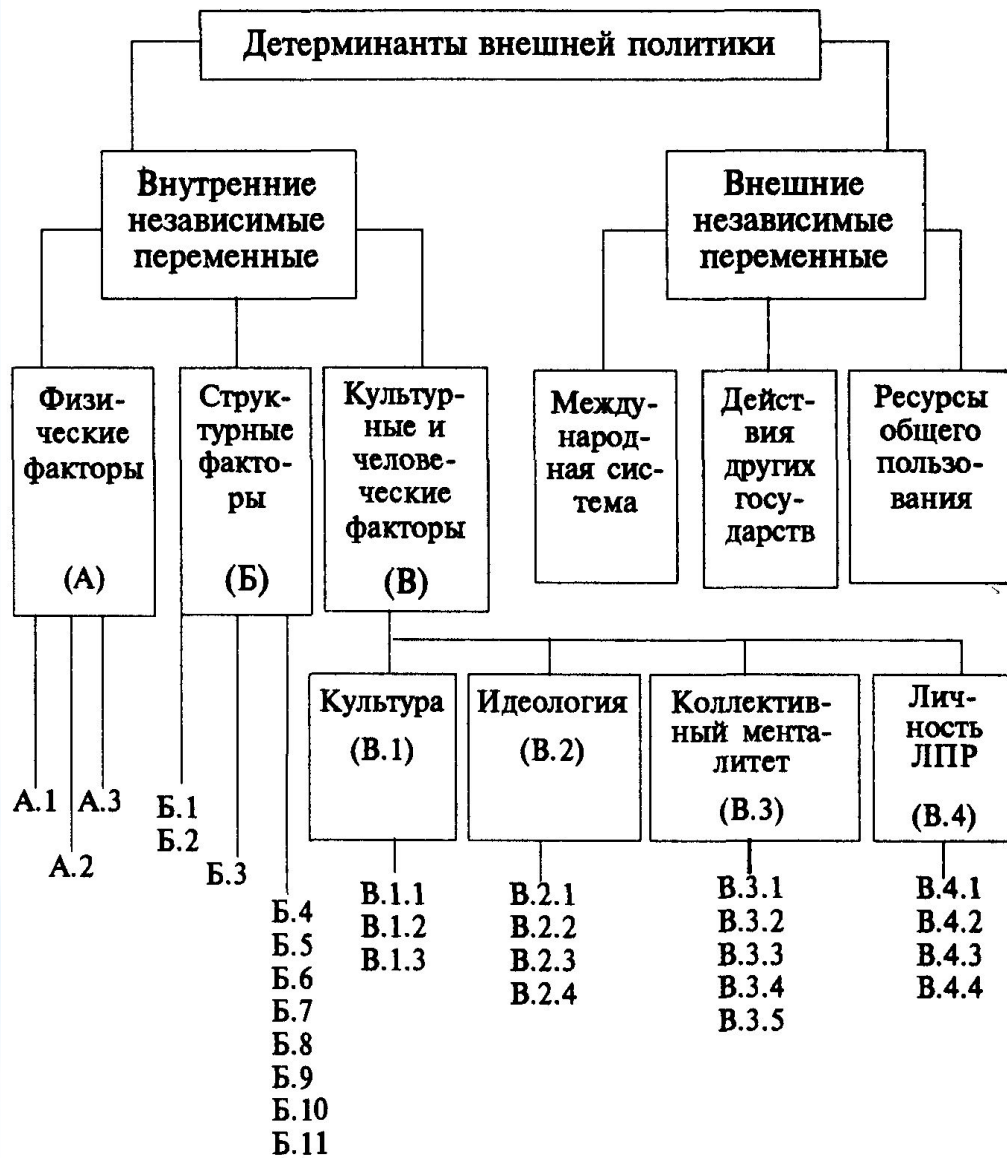 Детерминанты внешней политики
Внутренние
независимые
переменные
Внешние
независимые
переменные
Физи-
ческие
факторы
(А)
Струк-
турные
факто-
ры
(Б)
Культур-
ные и
челове-
ческие
факторы
(В)
Между-
народ-
ная сис-
тема
Дейст-
вия
других
госу-
дарств
Ресурсы
общего
пользо-
вания
Культура
(В.1)
Идеология
(В.2)
Коллектив-
ный мента-
литет
(В.3)
Лич-
ность
ЛПР
(В.4)
А.1
А.2
А.3
Б.1
Б.2
Б.3
Б.4
Б.5
Б.6
Б.7
Б.8
Б.9
Б.10
Б.11
В.1.1
В.1.2
В.1.3
В.2.1
В.2.2
В.2.3
В.2.4
В.3.1
В.3.2
В.3.3
В.3.4
В.3.5
В.4.1
В.4.2
В.4.3
В.4.4